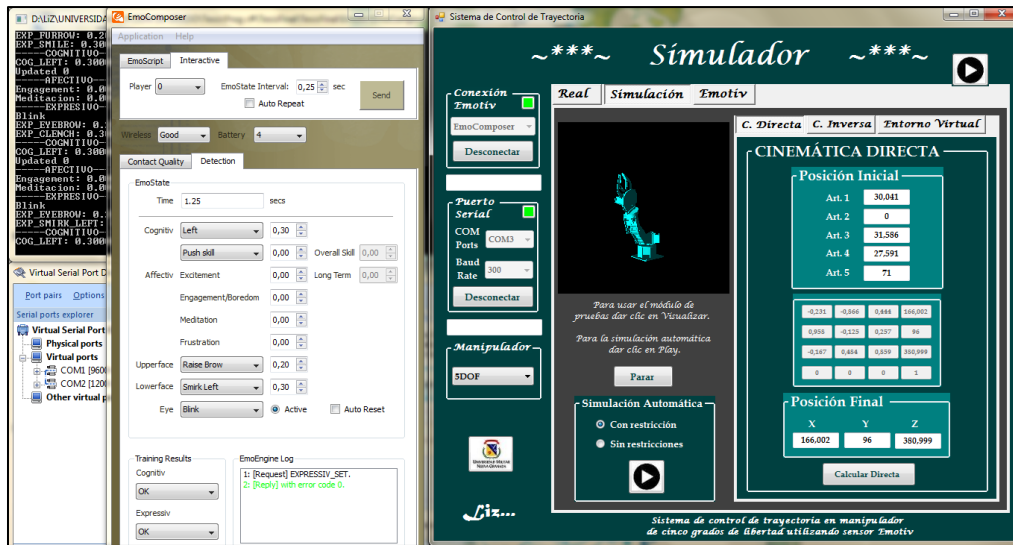 D:\LiZ\UNIVERSIDA
EXP_FURROW: 0.2
EXP_SMILE: 0.30
-----COGNITIVO-
COG_LEFT: 0.300
Updated 0
-----AFECTIVO--
Engagement: 0.0
Meditacion: 0.0
-----EXPRESIVO-
Blink
EXP_EYEBROW: 0.
EXP_CLENCH: 0.3
-----COGNITIVO-
COG_LEFT: 0.300
Updated 0
-----AFECTIVO--
Engagement: 0.0
Meditacion: 0.0
-----EXPRESIVO-
Blink
EXP_EYEBROW: 0.
EXP_SMIRK_LEFT:
-----COGNITIVO-
COG_LEFT: 0.300
Virtual Serial Port D
Port pairs Options
Serial ports explorer
Virtual Serial Port
Physical ports
Virtual ports
COM1 [9600
COM2 [1200
Other virtual p
EmoComposer
Application Help
EmoScript Interactive
Player 0 EmoState Interval: 0,25 sec Send
Auto Repeat
Wireless Good Battery 4
Contact Quality Detection
EmoState
Time 1.25 secs
Cognitiv Left 0,30
Push skill 0,00 Overall Skill 0,00
Affectiv Excitement 0,00 Long Term 0,00
Engagement/Boredom 0,00
Meditation 0,00
Frustration 0,00
Upperface Raise Brow 0,20
Lowerface Smirk Left 0,30
Eye Blink Active Auto Reset
Training Results
Cognitiv
OK
Expressiv
OK
EmoEngine Log
1: [Request] EXPRESSIV_SET.
2: [Reply] with error code 0.
Sistema de Control de Trayectoria
~***~ Simulador ~***~
Conexión
Emotiv
EmoComposer
Desconectar
Puerto
Serial
COM
Ports COM3
Baud
Rate 300
Desconectar
Manipulador
5DOF
UNIVERSIDAD MILITAR
NUEVA GRANADA
Liz...
Real Simulación Emotiv
Para usar el módulo de
pruebas dar clic en Visualizar.
Para la simulación automática
dar clic en Play.
Parar
Simulación Automática
Con restricción
Sin restricciones
C. Directa C. Inversa Entorno Virtual
CINEMÁTICA DIRECTA
Posición Inicial
Art. 1 30,041
Art. 2 0
Art. 3 31,586
Art. 4 27,591
Art. 5 71
-0,231 -0,866 0,444 166,002
0,958 -0,125 0,257 96
-0,167 0,484 0,859 380,999
0 0 0 1
Posición Final
X Y Z
166,002 96 380,999
Calcular Directa
Sistema de control de trayectoria en manipulador
de cinco grados de libertad utilizando sensor Emotiv